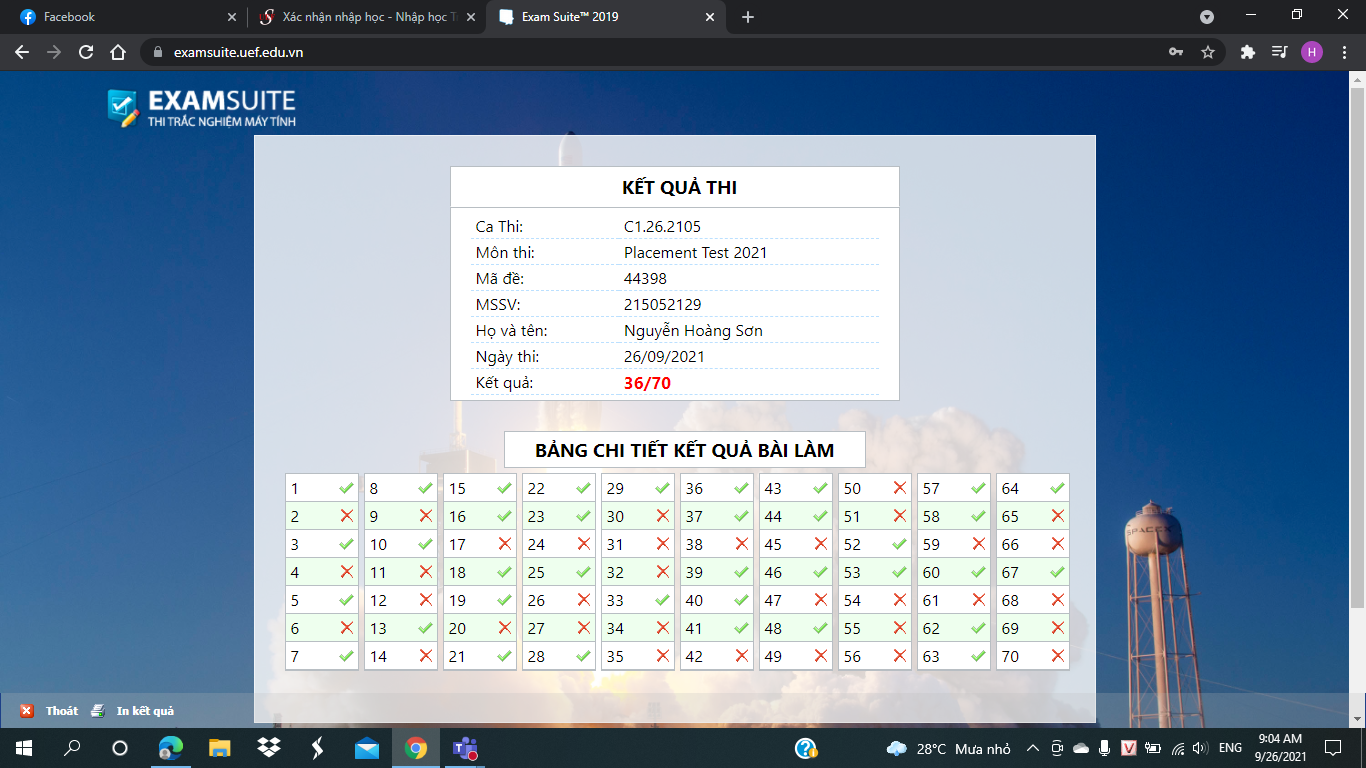 Facebook
Xác nhận nhập học - Nhập học T
Exam Suite™ 2019
examsuite.uef.edu.vn
H
EXAMSUITE
THI TRẮC NGHIỆM MÁY TÍNH
KẾT QUẢ THI
Ca Thi: C1.26.2105
Môn thi: Placement Test 2021
Mã đề: 44398
MSSV: 215052129
Họ và tên: Nguyễn Hoàng Sơn
Ngày thi: 26/09/2021
Kết quả: 36/70
BẢNG CHI TIẾT KẾT QUẢ BÀI LÀM
1 8 15 22 29 36 43 50 57 64
2 9 16 23 30 37 44 51 58 65
3 10 17 24 31 38 45 52 59 66
4 11 18 25 32 39 46 53 60 67
5 12 19 26 33 40 47 54 61 68
6 13 20 27 34 41 48 55 62 69
7 14 21 28 35 42 49 56 63 70
SPACEX
Thoát In kết quả
28°C Mưa nhỏ V ENG 9:04 AM
9/26/2021